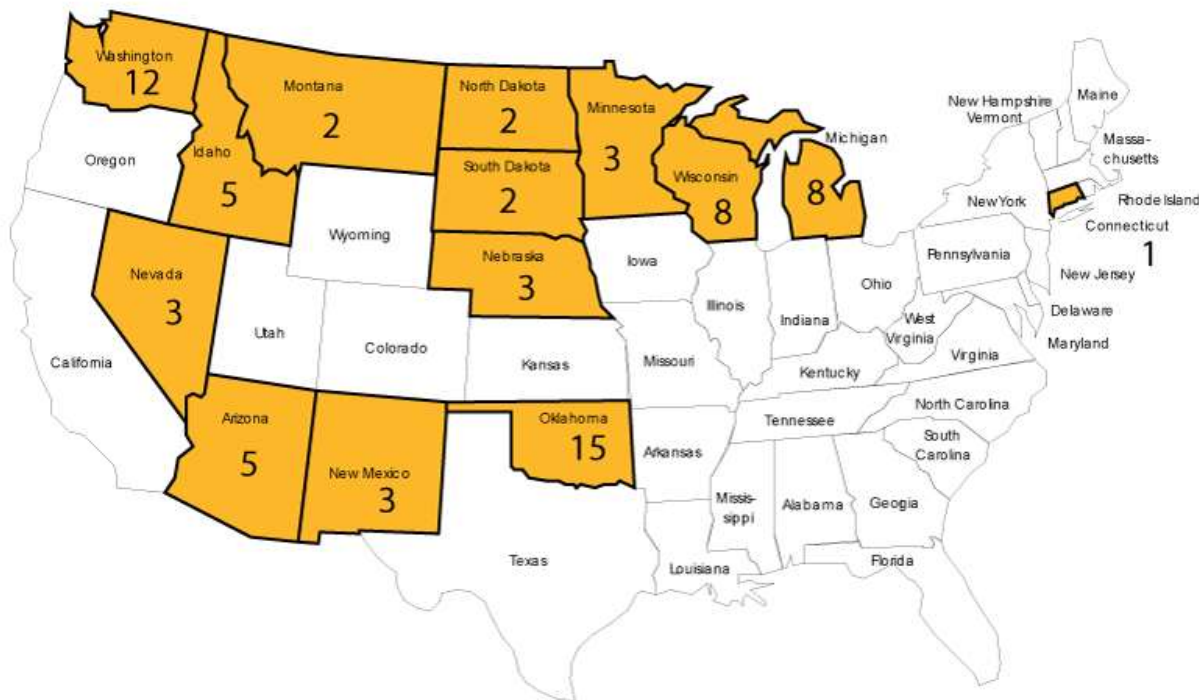 Washington
12
Montana
2
North Dakota
2
Minnesota
3
Michigan
8
New Hampshire
Vermont
Maine
Massa-
chusetts
Oregon
Idaho
5
South Dakota
2
Wisconsin
8
New York
Rhode Island
Connecticut
1
Wyoming
Nebraska
3
Iowa
Pennsylvania
New Jersey
Nevada
3
Utah
Colorado
Kansas
Illinois
Indiana
Ohio
West
Virginia
Virginia
Delaware
Maryland
California
Missouri
Kentucky
Arizona
5
New Mexico
3
Oklahoma
15
Arkansas
Tennessee
North Carolina
South
Carolina
Texas
Louisiana
Missis-
sippi
Alabama
Georgia
Florida